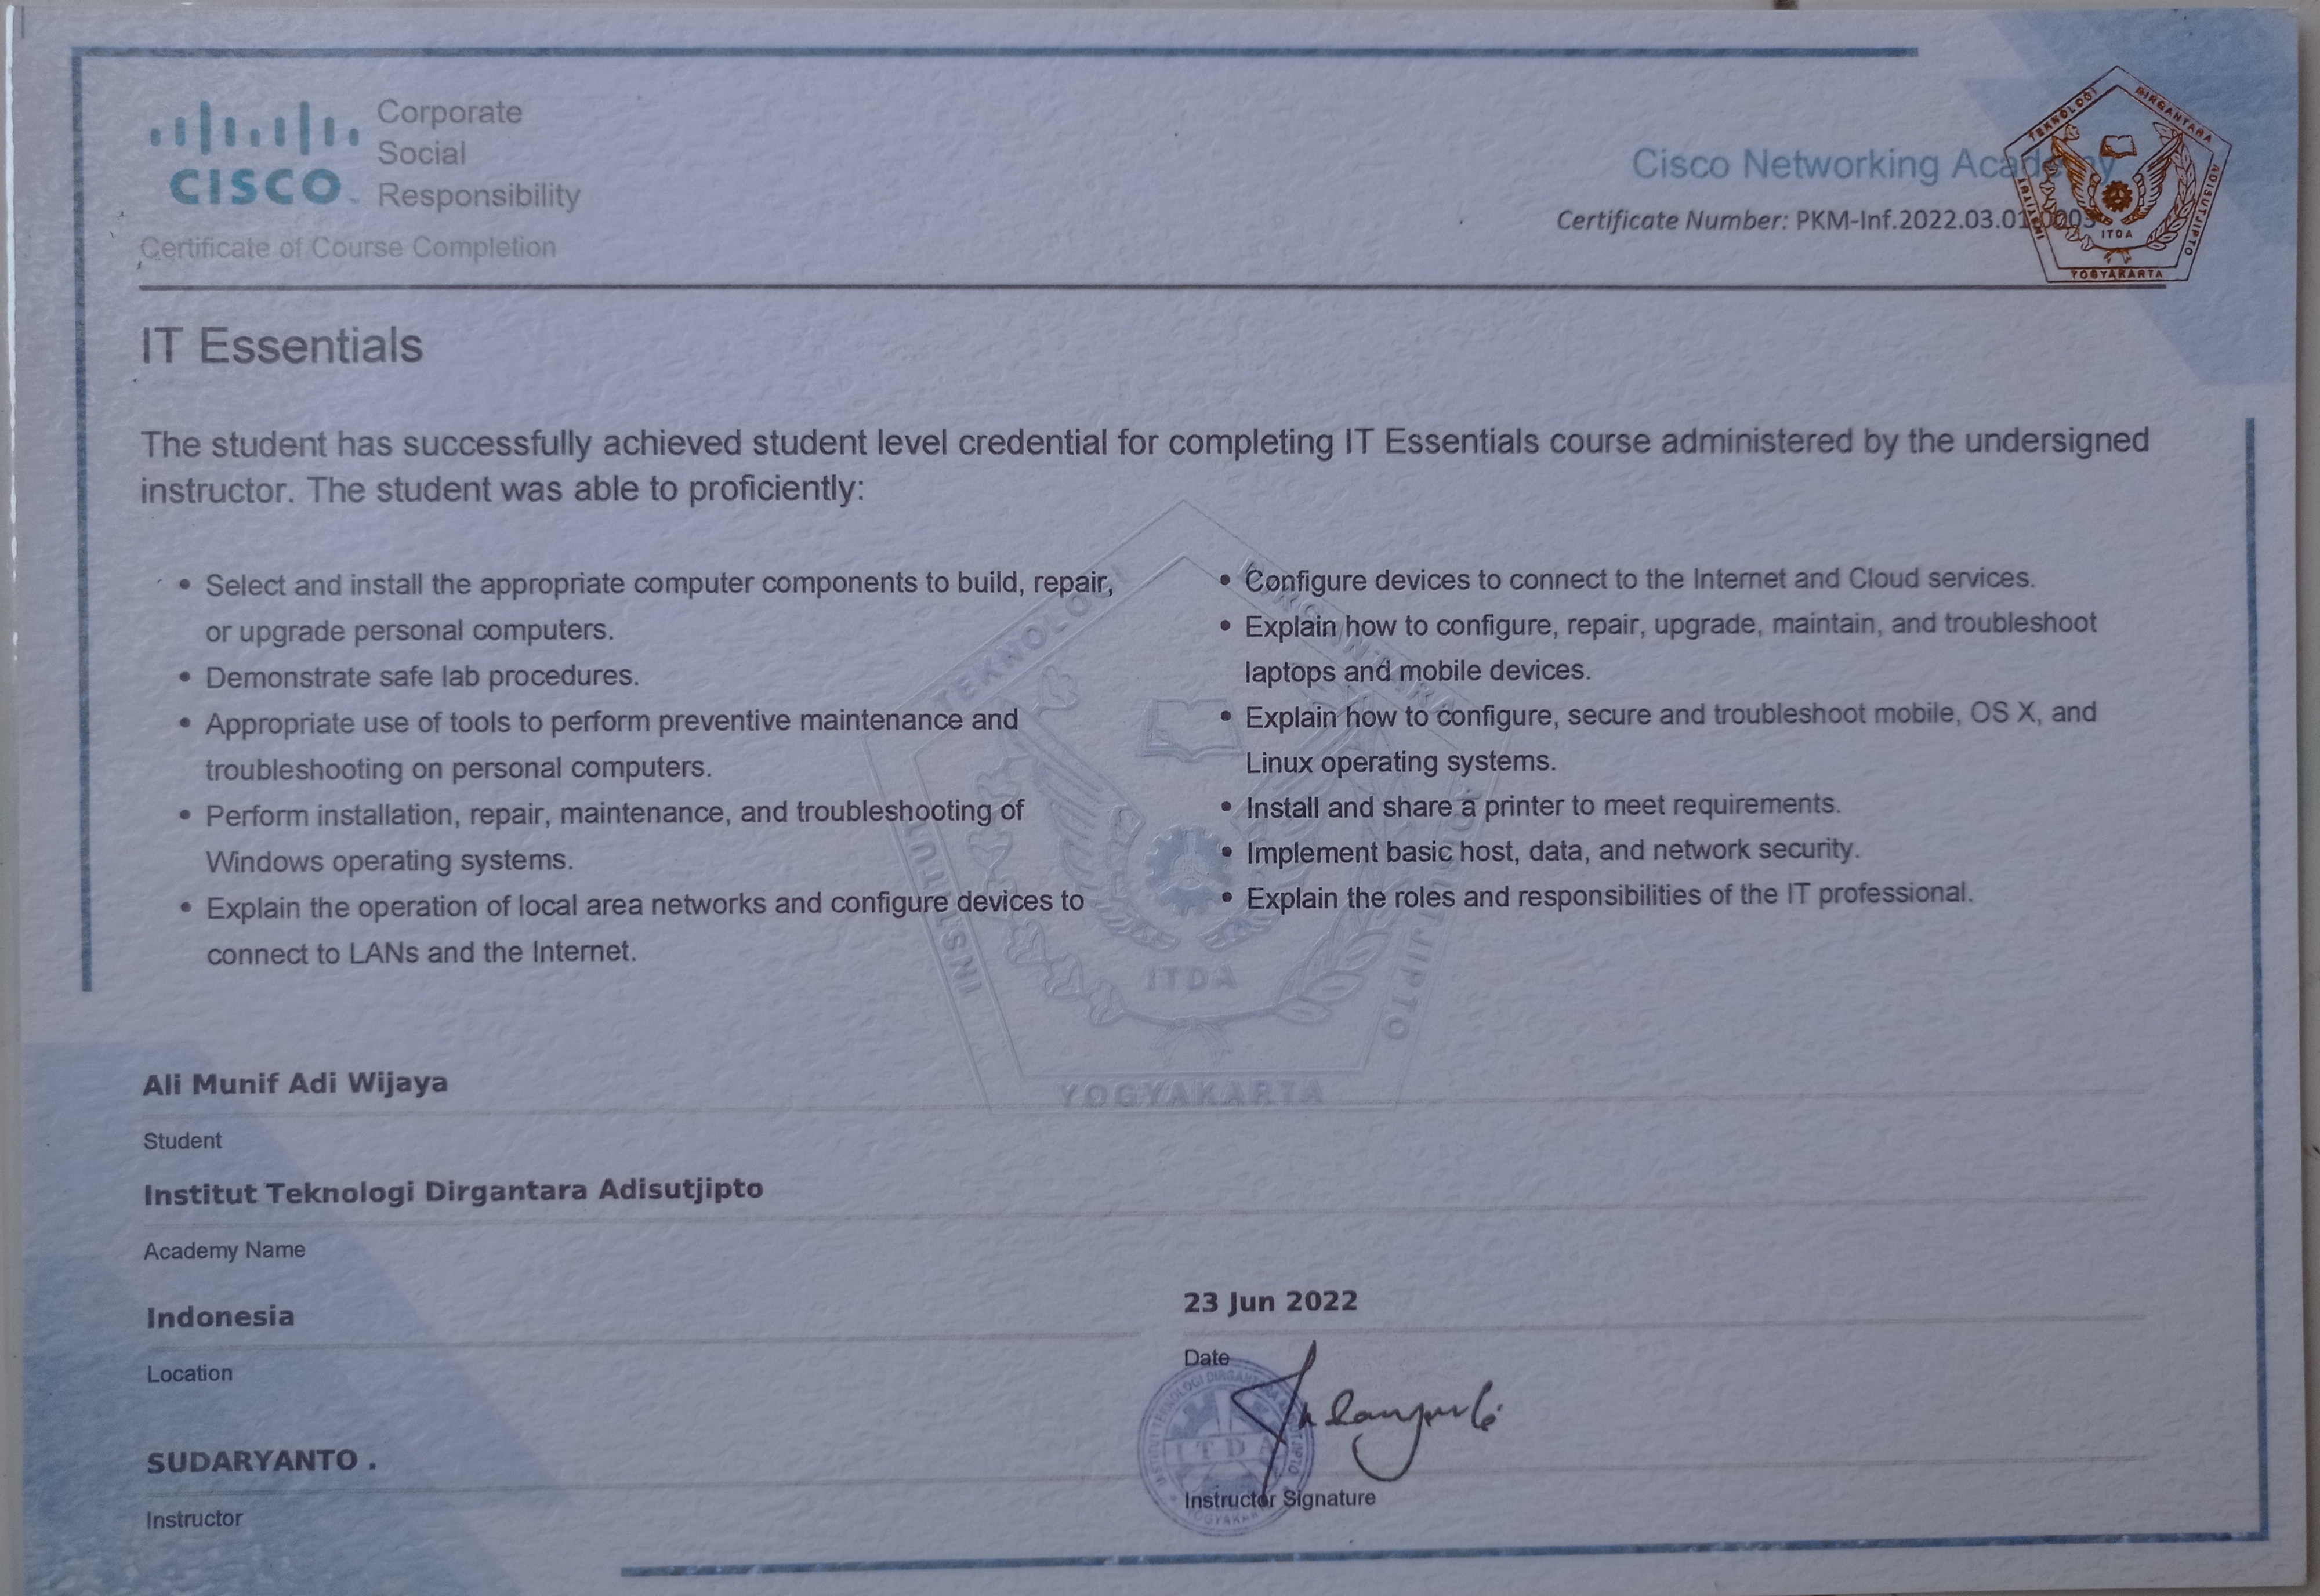 CISCO
Corporate
Social
Responsibility
Certificate of Course Completion
Cisco Networking Academy
Certificate Number: PKM-Inf.2022.03.01.0003
INSTITUT TEKNOLOGI DIRGANTARA ADISUTJIPTO
ITDA
YOGYAKARTA
IT Essentials
The student has successfully achieved student level credential for completing IT Essentials course administered by the undersigned
instructor. The student was able to proficiently:
• Select and install the appropriate computer components to build, repair,
or upgrade personal computers.
• Demonstrate safe lab procedures.
• Appropriate use of tools to perform preventive maintenance and
troubleshooting on personal computers.
• Perform installation, repair, maintenance, and troubleshooting of
Windows operating systems.
• Explain the operation of local area networks and configure devices to
connect to LANs and the Internet.
• Configure devices to connect to the Internet and Cloud services.
• Explain how to configure, repair, upgrade, maintain, and troubleshoot
laptops and mobile devices.
• Explain how to configure, secure and troubleshoot mobile, OS X, and
Linux operating systems.
• Install and share a printer to meet requirements.
• Implement basic host, data, and network security.
• Explain the roles and responsibilities of the IT professional.
INSTITUT TEKNOLOGI DIRGANTARA ADISUTJIPTO
ITDA
YOGYAKARTA
Ali Munif Adi Wijaya
Student
Institut Teknologi Dirgantara Adisutjipto
Academy Name
Indonesia
Location
23 Jun 2022
Date
SUDARYANTO .
Instructor
INSTITUT TEKNOLOGI DIRGANTARA ADISUTJIPTO
ITDA
YOGYAKARTA
Instructor Signature